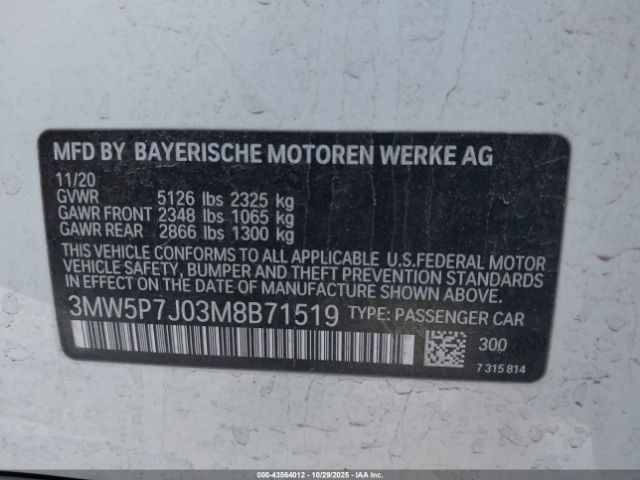 MFD BY BAYERISCHE MOTOREN WERKE AG
11/20
GVWR 5126 lbs 2325 kg
GAWR FRONT 2348 lbs 1065 kg
GAWR REAR 2866 lbs 1300 kg
THIS VEHICLE CONFORMS TO ALL APPLICABLE U.S.FEDERAL MOTOR
VEHICLE SAFETY, BUMPER AND THEFT PREVENTION STANDARDS
IN EFFECT ON THE DATE OF MANUFACTURE SHOWN ABOVE.
3MW5P7J03M8B71519 TYPE: PASSENGER CAR
300
7 315 814
000-43564012 | 10/29/2025 | IAAI.COM